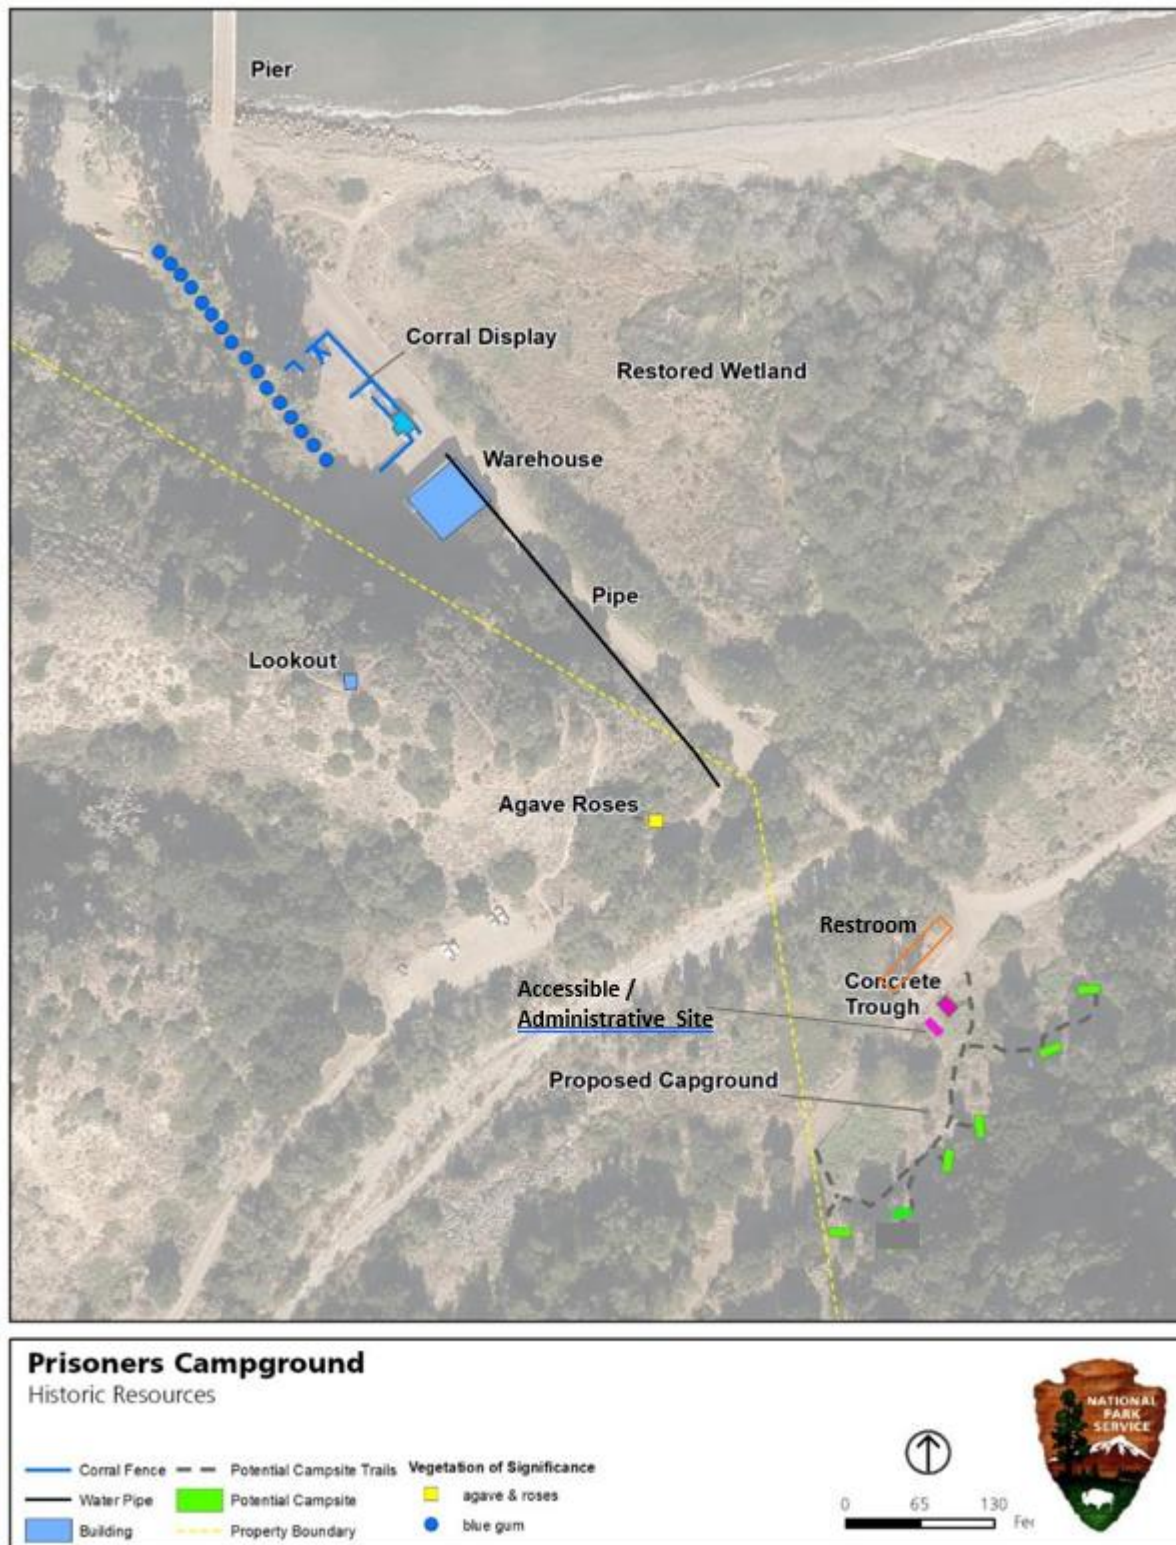 Pier
Corral Display
Restored Wetland
Warehouse
Pipe
Lookout
Agave Roses
Restroom
Concrete
Trough
Accessible /
Administrative Site
Proposed Capground
Prisoners Campground
Historic Resources
Corral Fence
Water Pipe
Building
Potential Campsite Trails
Potential Campsite
Property Boundary
Vegetation of Significance
agave & roses
blue gum
0 65 130
Fe
NATIONAL
PARK
SERVICE